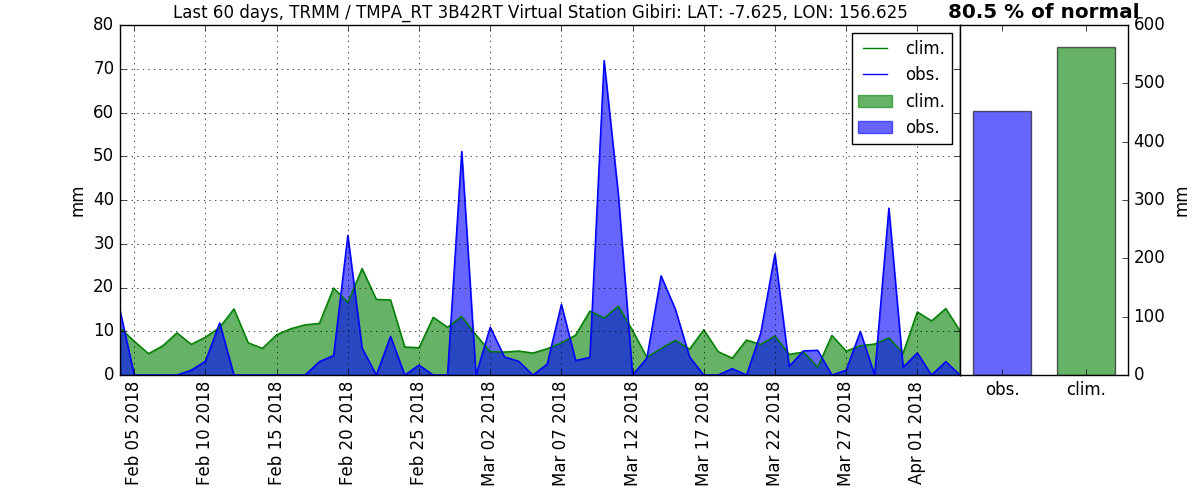 Last 60 days, TRMM / TMPA_RT 3B42RT Virtual Station Gibiri: LAT: -7.625, LON: 156.625
80.5 % of normal
80
70
60
50
40
30
20
10
0
mm
clim.
obs.
clim.
obs.
600
500
400
300
200
100
0
mm
Feb 05 2018
Feb 10 2018
Feb 15 2018
Feb 20 2018
Feb 25 2018
Mar 02 2018
Mar 07 2018
Mar 12 2018
Mar 17 2018
Mar 22 2018
Mar 27 2018
Apr 01 2018
obs.
clim.